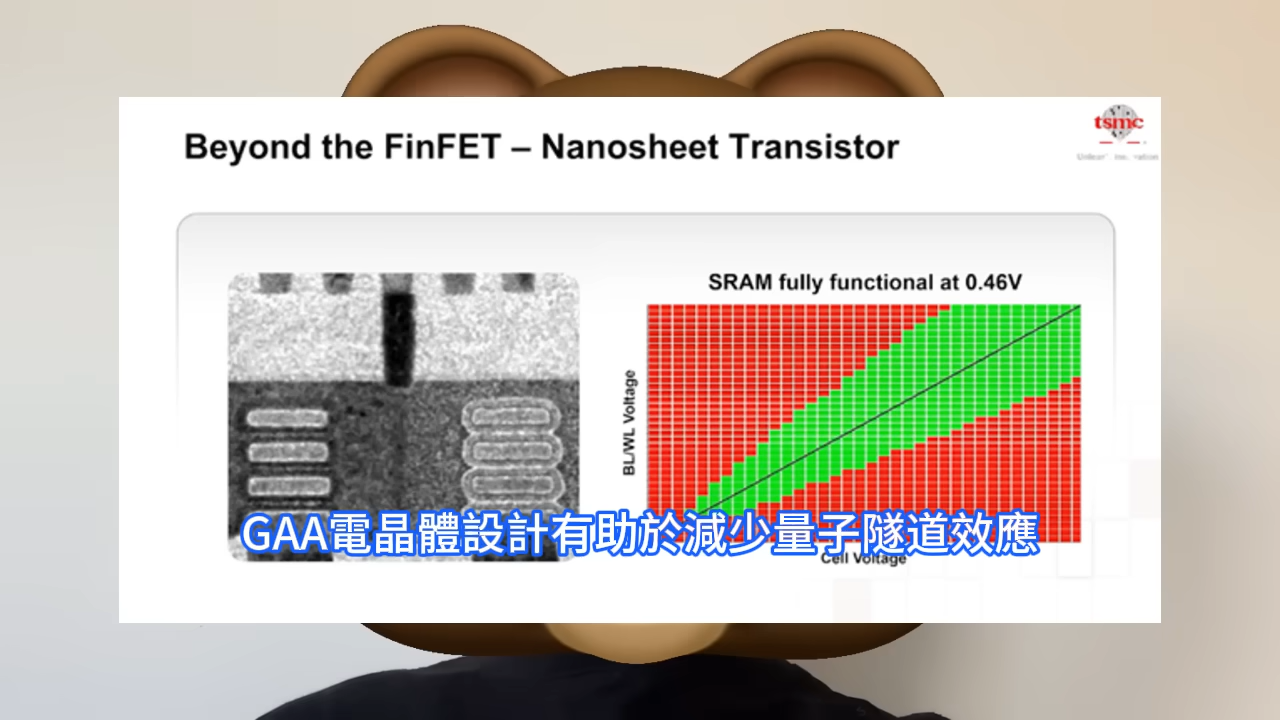 tsmc
Beyond the FinFET – Nanosheet Transistor
SRAM fully functional at 0.46V
BL/WL Voltage
Cell Voltage
GAA電晶體設計有助於減少量子隧道效應